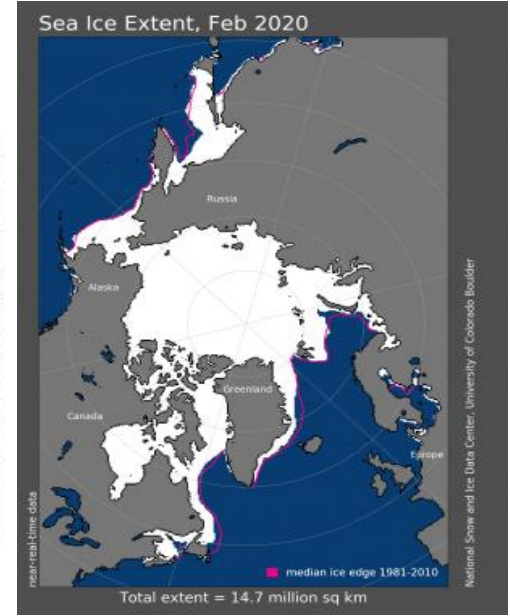 Sea Ice Extent, Feb 2020
Russia
Alaska
Greenland
Canada
Europe
near-real-time data
National Snow and Ice Data Center, University of Colorado Boulder
median ice edge 1981-2010
Total extent = 14.7 million sq km